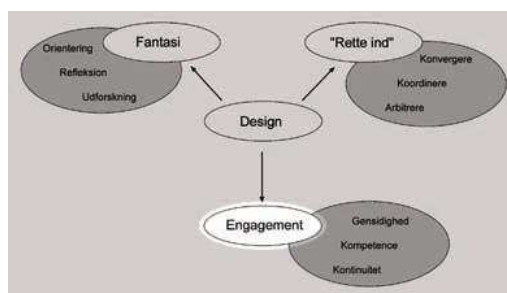 Fantasi
Orientering
Refleksion
Udforskning
"Rette ind"
Konvergere
Koordinere
Arbitrere
Design
Engagement
Gensidighed
Kompetence
Kontinuitet